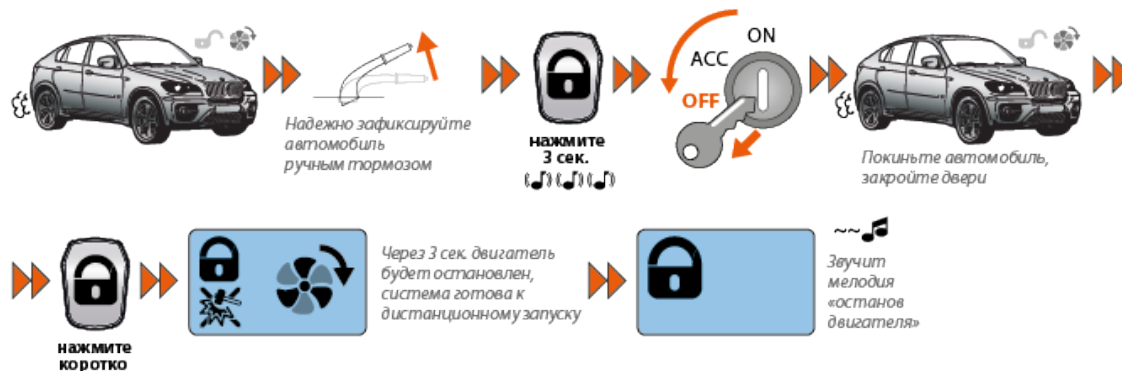 ON
ACC
OFF
Надежно зафиксируйте
автомобиль
ручным тормозом
нажмите
3 сек.
Покиньте автомобиль,
закройте двери
Через 3 сек. двигатель
будет остановлен,
система готова к
дистанционному запуску
Звучит
мелодия
«останов
двигателя»
нажмите
коротко